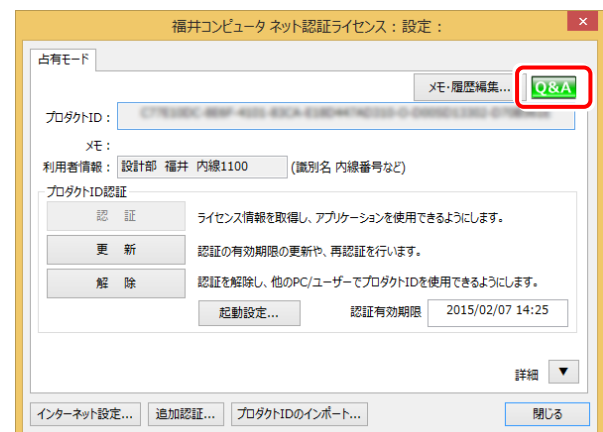 福井コンピュータ ネット認証ライセンス：設定：
占有モード
メモ・履歴編集... Q&A
プロダクトID：
メモ：
利用者情報： 設計部 福井 内線1100 (識別名 内線番号など)
プロダクトID認証
認 証 ライセンス情報を取得し、アプリケーションを使用できるようにします。
更 新 認証の有効期限の更新や、再認証を行います。
解 除 認証を解除し、他のPC/ユーザーでプロダクトIDを使用できるようにします。
起動設定... 認証有効期限 2015/02/07 14:25
詳細 ▼
インターネット設定... 追加認証... プロダクトIDのインポート... 閉じる